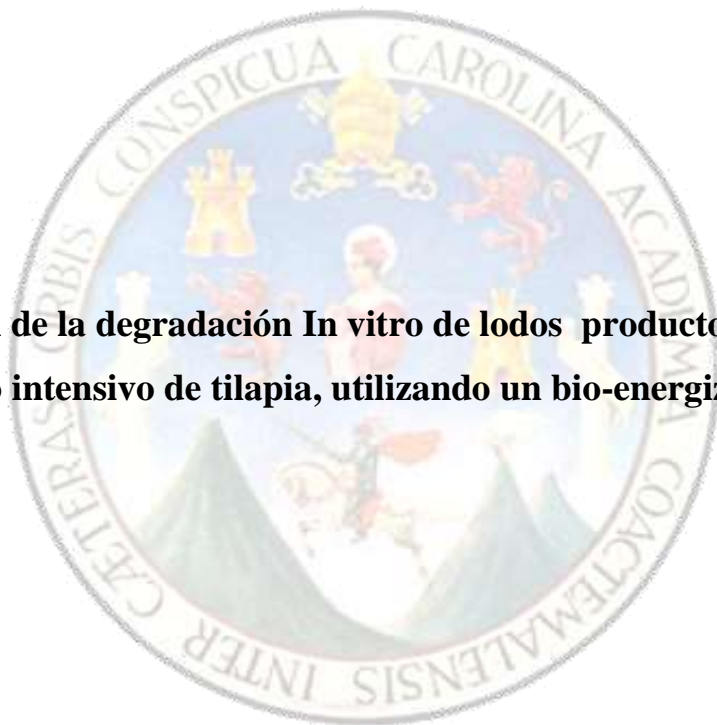 CAETERAS ORBIS CONSPICUA CAROLINA ACADEMIA COACTEMALENSIS INTER
de la degradación In vitro de lodos producto
intensivo de tilapia, utilizando un bio-energiz